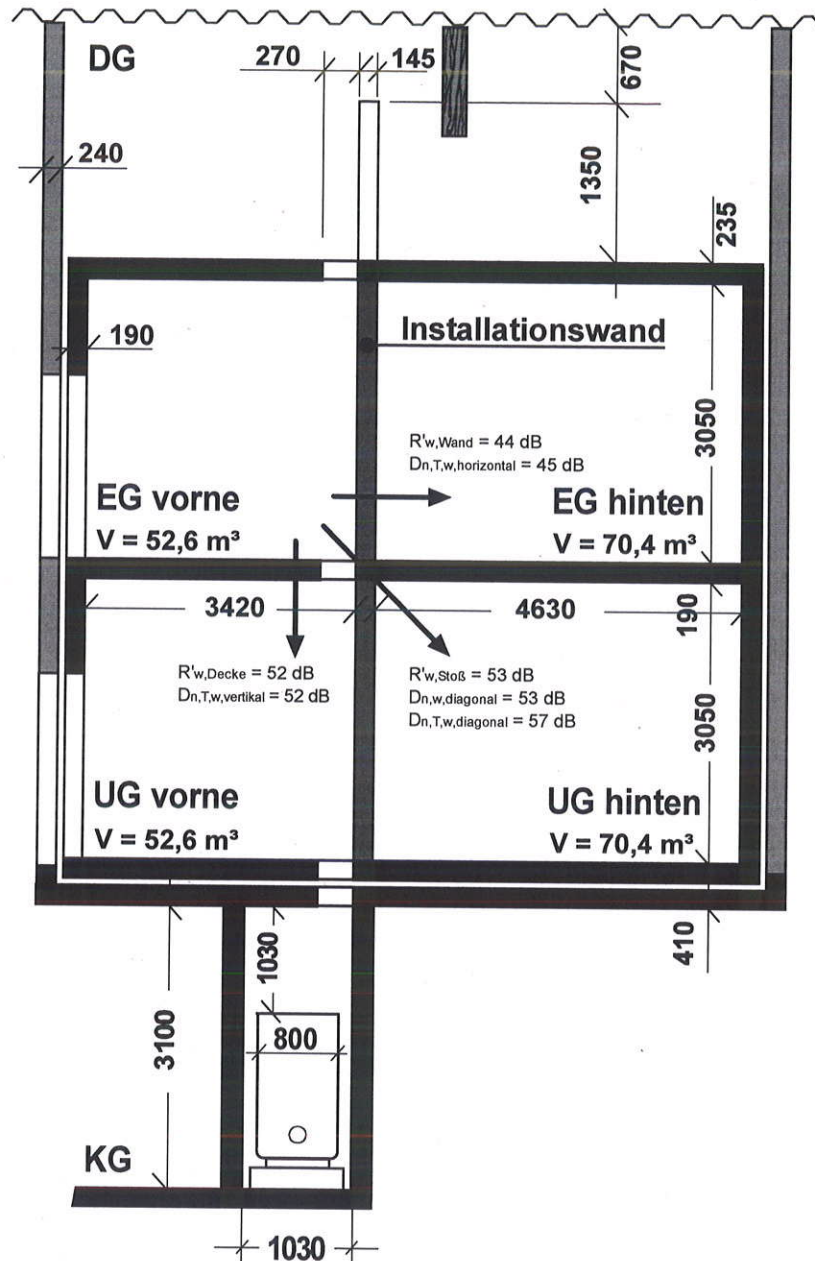 DG
270
145
670
240
1350
235
190
Installationswand
3050
R'w,Wand = 44 dB
Dn,T,w,horizontal = 45 dB
EG vorne
V = 52,6 m³
EG hinten
V = 70,4 m³
3420
4630
190
R'w,Decke = 52 dB
Dn,T,w,vertikal = 52 dB
R'w,Stoß = 53 dB
Dn,w,diagonal = 53 dB
Dn,T,w,diagonal = 57 dB
3050
UG vorne
V = 52,6 m³
UG hinten
V = 70,4 m³
410
1030
3100
800
KG
1030